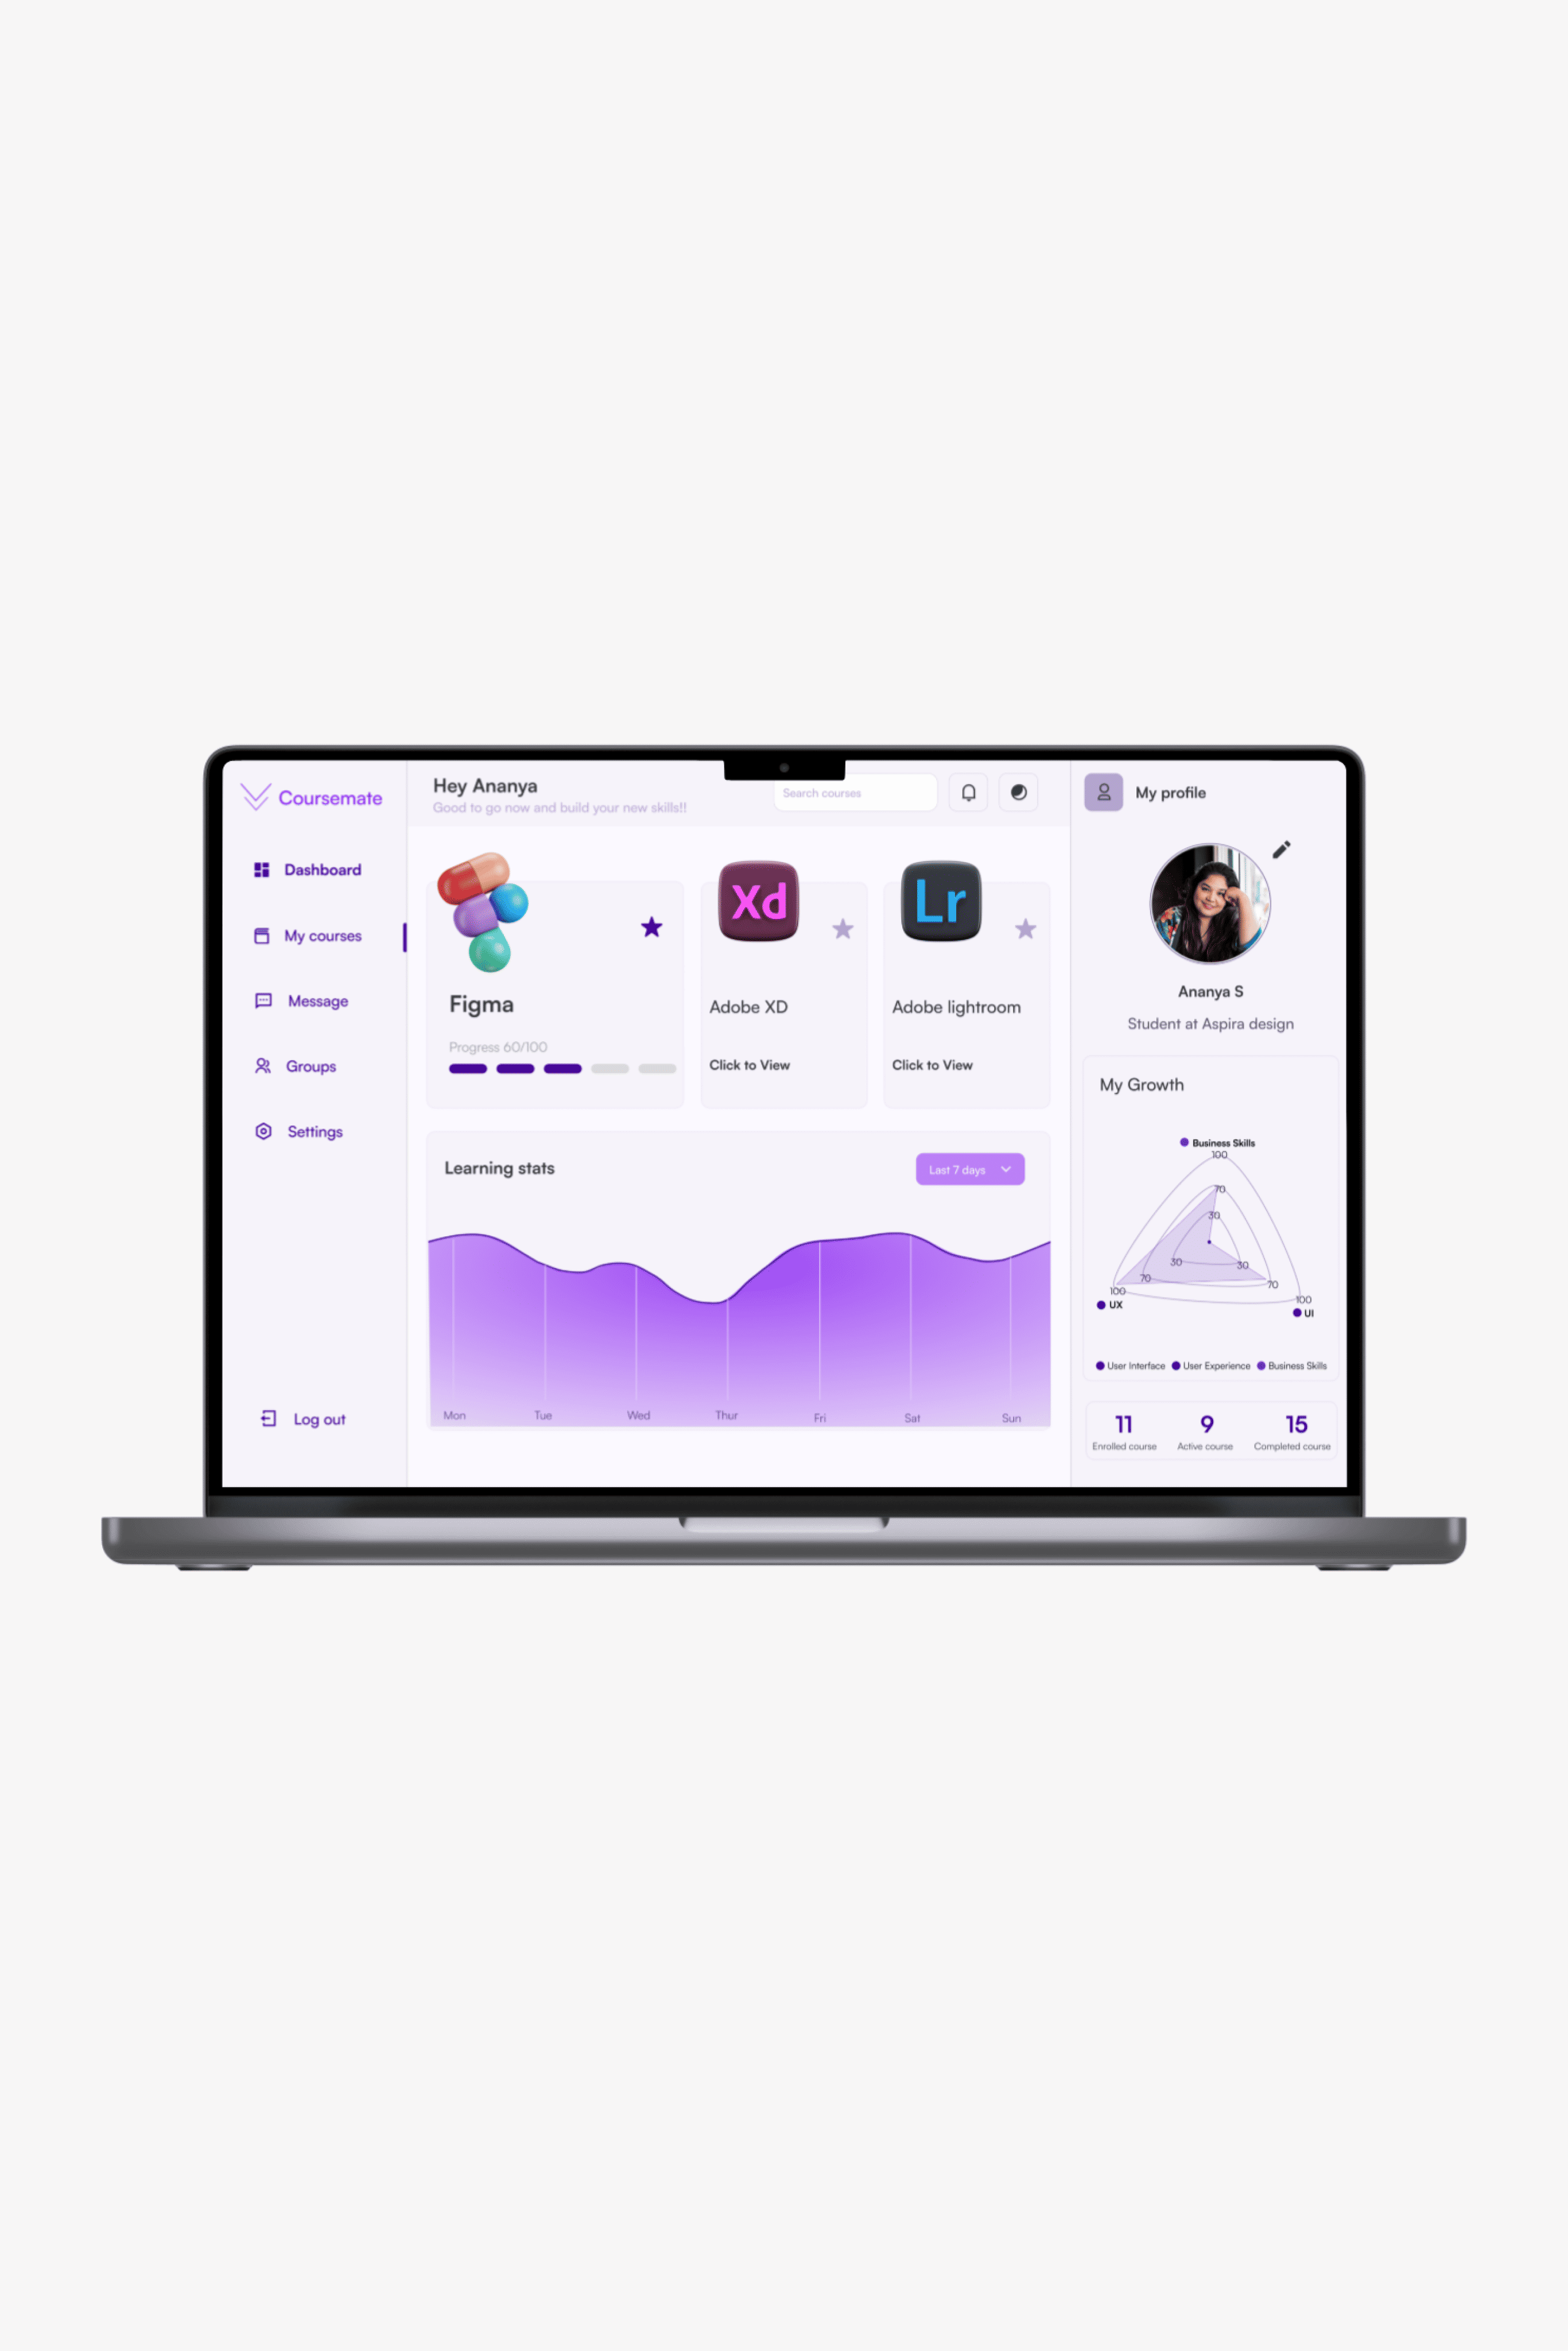 Coursemate
Dashboard
My courses
Message
Groups
Settings
Log out
Hey Ananya
Good to go now and build your new skills!!
Search courses
Figma
Progress 60/100
Xd
Adobe XD
Click to View
Lr
Adobe lightroom
Click to View
Learning stats
Last 7 days
Mon Tue Wed Thur Fri Sat Sun
My profile
Ananya S
Student at Aspira design
My Growth
Business Skills
100
70
30
30 30
70 70
100 100
UX UI
User Interface User Experience Business Skills
11 9 15
Enrolled course Active course Completed course